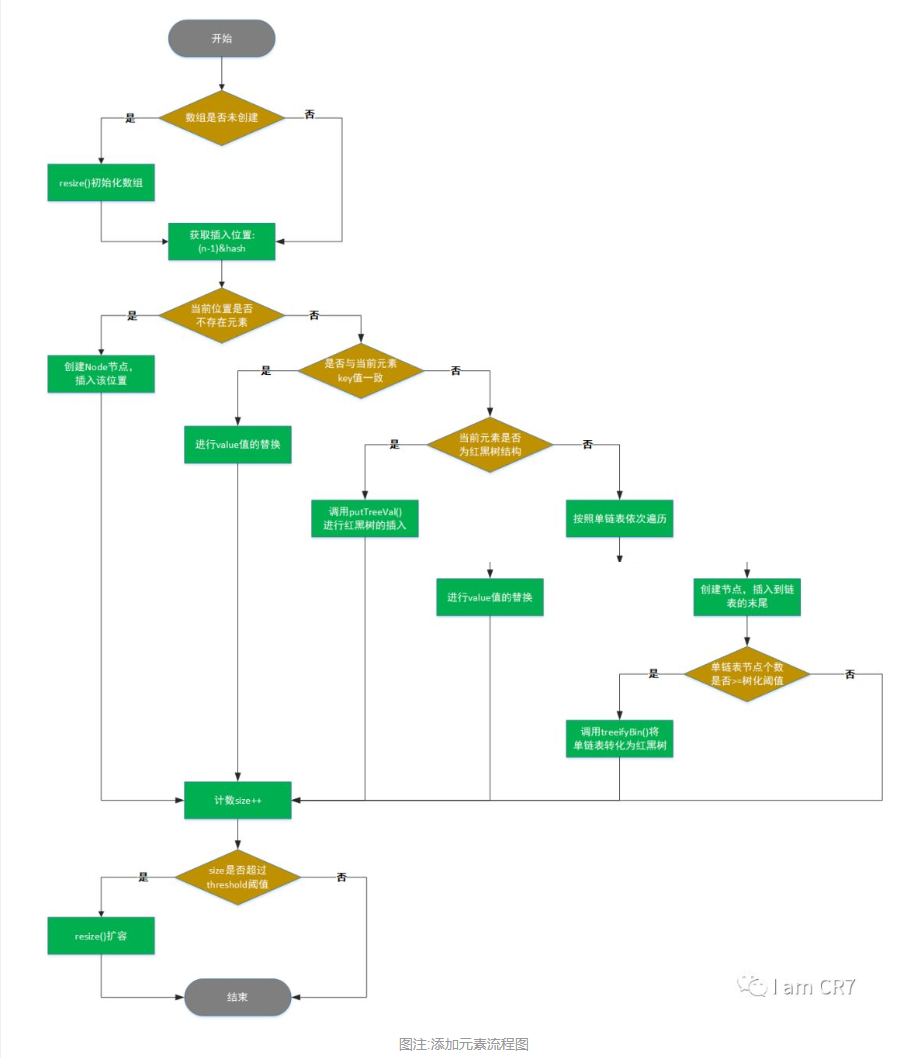 开始
数组是否未创建
是
否
resize()初始化数组
获取插入位置:
(n-1)&hash
当前位置是否
不存在元素
是
否
创建Node节点，
插入该位置
是否与当前元素
key值一致
是
否
进行value值的替换
当前元素是否
为红黑树结构
是
否
调用putTreeVal()
进行红黑树的插入
按照单链表依次遍历
进行value值的替换
创建节点，插入到链
表的末尾
单链表节点个数
是否>=树化阈值
是
否
调用treeifyBin()将
单链表转化为红黑树
计数size++
size是否超过
threshold阈值
是
否
resize()扩容
结束
I am CR7
图注:添加元素流程图